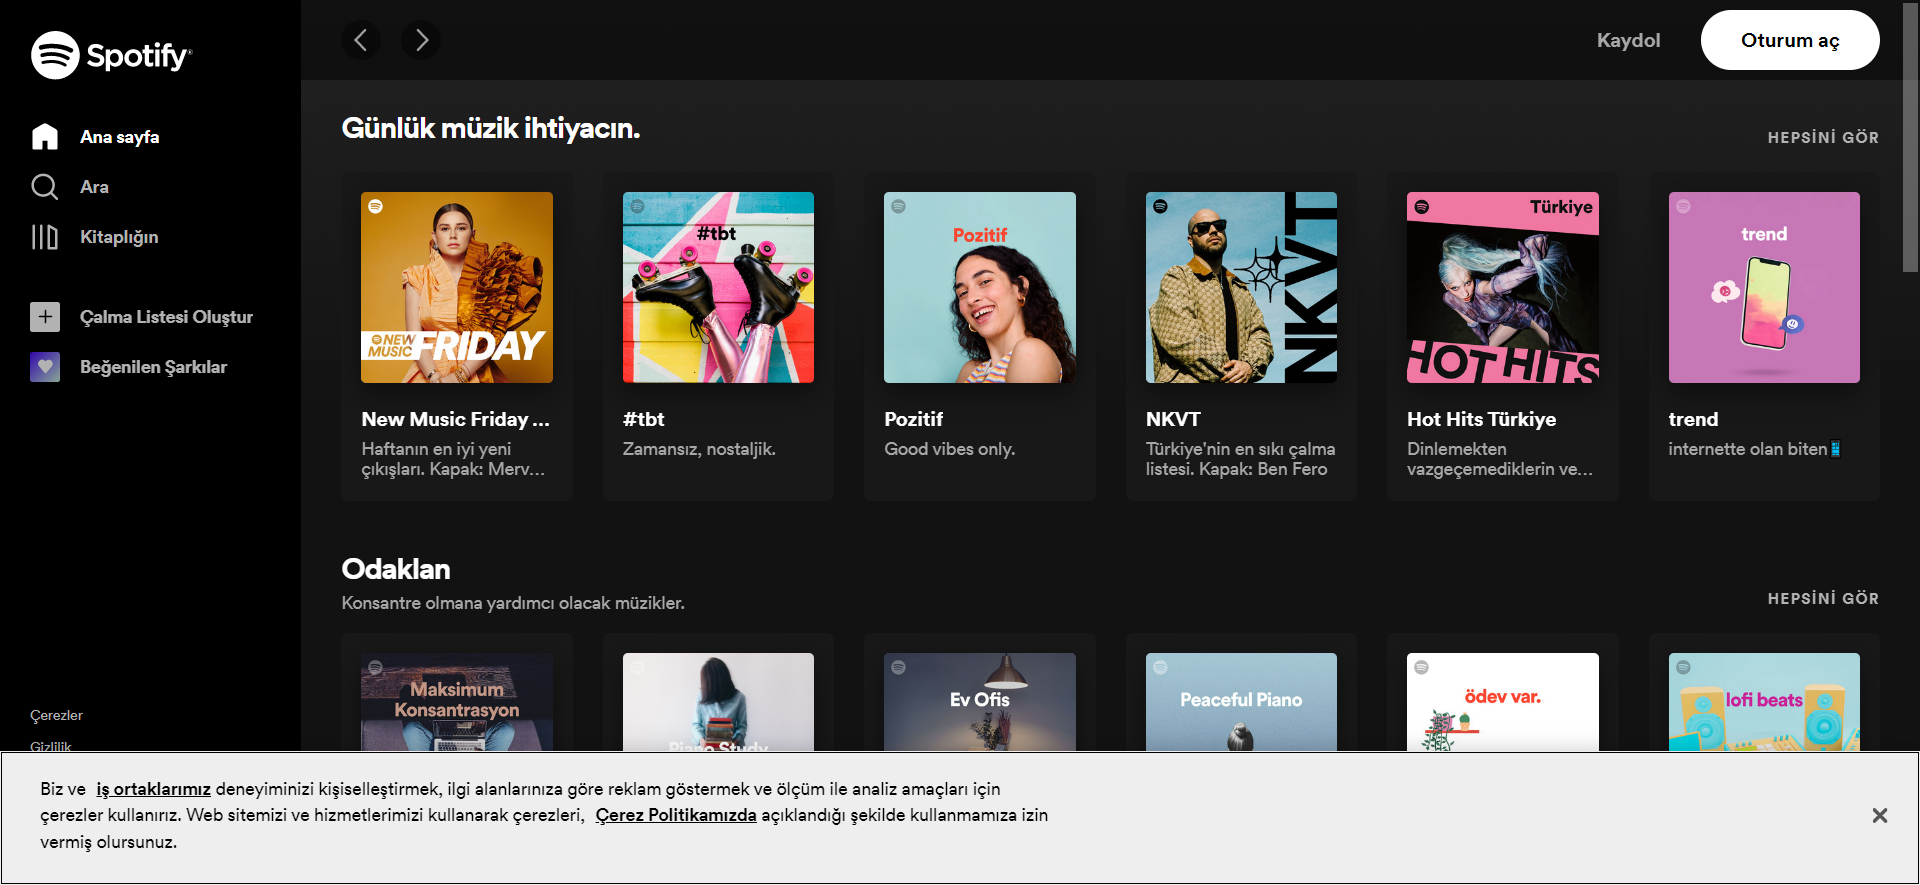 Spotify
Ana sayfa
Ara
Kitaplığın
Çalma Listesi Oluştur
Beğenilen Şarkılar
Çerezler
Gizlilik
Kaydol
Oturum aç
Günlük müzik ihtiyacın.
HEPSİNİ GÖR
NEW MUSIC FRIDAY
#tbt
Pozitif
NKVT
Türkiye
HOT HITS
trend
New Music Friday ...
Haftanın en iyi yeni
çıkışları. Kapak: Merv...
#tbt
Zamansız, nostaljik.
Pozitif
Good vibes only.
NKVT
Türkiye'nin en sıkı çalma
listesi. Kapak: Ben Fero
Hot Hits Türkiye
Dinlemekten
vazgeçemediklerin ve...
trend
internette olan biten
Odaklan
Konsantre olmana yardımcı olacak müzikler.
HEPSİNİ GÖR
Maksimum
Konsantrasyon
Piano Study
Ev Ofis
Peaceful Piano
ödev var.
lofi beats
Biz ve iş ortaklarımız deneyiminizi kişiselleştirmek, ilgi alanlarınıza göre reklam göstermek ve ölçüm ile analiz amaçları için
çerezler kullanırız. Web sitemizi ve hizmetlerimizi kullanarak çerezleri, Çerez Politikamızda açıklandığı şekilde kullanmamıza izin
vermiş olursunuz.